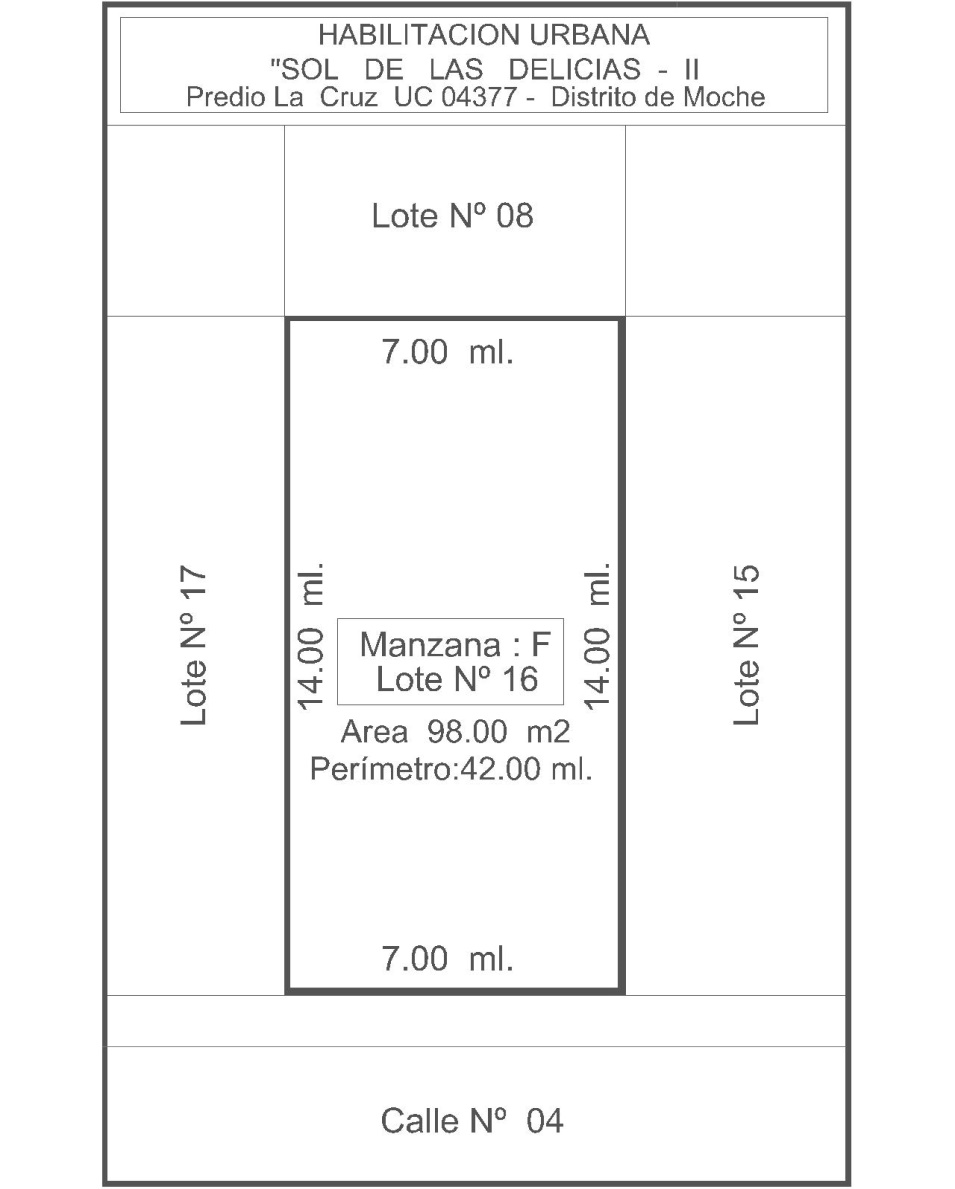 HABILITACION URBANA
"SOL DE LAS DELICIAS - II
Predio La Cruz UC 04377 - Distrito de Moche
Lote Nº 08
7.00 ml.
Lote Nº 17
14.00 ml.
Manzana : F
Lote Nº 16
Area 98.00 m2
Perímetro:42.00 ml.
14.00 ml.
Lote Nº 15
7.00 ml.
Calle Nº 04